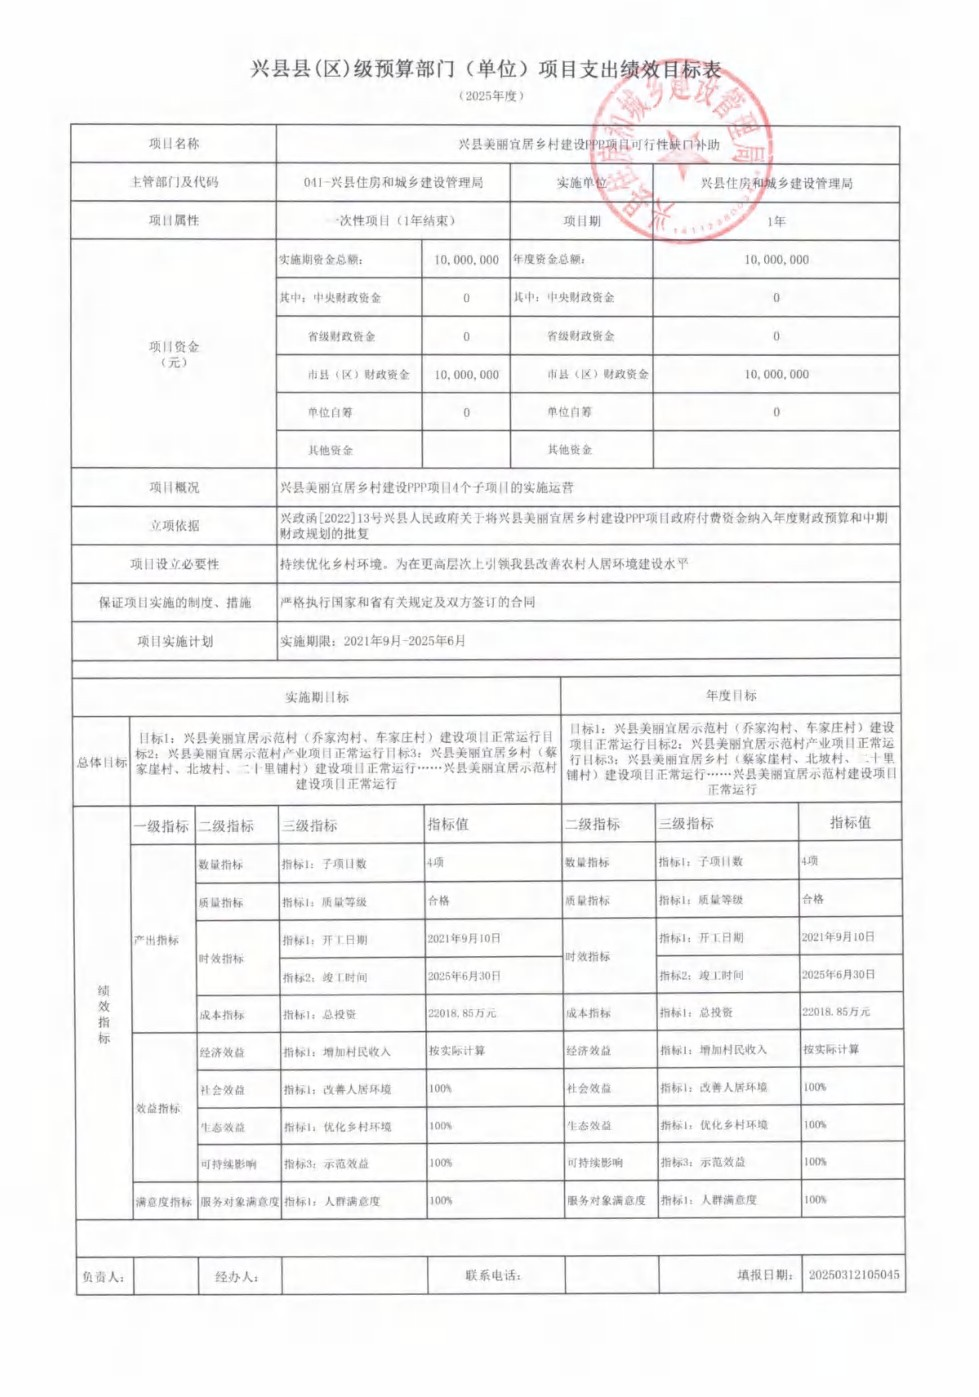 兴县县(区)级预算部门（单位）项目支出绩效目标表
（2025年度）
项目名称 兴县美丽宜居乡村建设PPP项目可行性缺口补助
主管部门及代码 041-兴县住房和城乡建设管理局 实施单位 兴县住房和城乡建设管理局
项目属性 一次性项目（1年结束） 项目期 1年
项目资金
（元）
实施期资金总额： 10,000,000 年度资金总额： 10,000,000
其中：中央财政资金 0 其中：中央财政资金 0
省级财政资金 0 省级财政资金 0
市县（区）财政资金 10,000,000 市县（区）财政资金 10,000,000
单位自筹 0 单位自筹 0
其他资金 其他资金
项目概况 兴县美丽宜居乡村建设PPP项目4个子项目的实施运营
立项依据 兴政函[2022]13号兴县人民政府关于将兴县美丽宜居乡村建设PPP项目政府付费资金纳入年度财政预算和中期
财政规划的批复
项目设立必要性 持续优化乡村环境。为在更高层次上引领我县改善农村人居环境建设水平
保证项目实施的制度、措施 严格执行国家和省有关规定及双方签订的合同
项目实施计划 实施期限：2021年9月-2025年6月
实施期目标 年度目标
总体目标
目标1：兴县美丽宜居示范村（乔家沟村、车家庄村）建设项目正常运行目
标2：兴县美丽宜居示范村产业项目正常运行目标3：兴县美丽宜居乡村（蔡
家崖村、北坡村、二十里铺村）建设项目正常运行……兴县美丽宜居示范村
建设项目正常运行
目标1：兴县美丽宜居示范村（乔家沟村、车家庄村）建设
项目正常运行目标2：兴县美丽宜居示范村产业项目正常运
行目标3：兴县美丽宜居乡村（蔡家崖村、北坡村、二十里
铺村）建设项目正常运行……兴县美丽宜居示范村建设项目
正常运行
绩效指标
一级指标 二级指标 三级指标 指标值 二级指标 三级指标 指标值
产出指标
数量指标 指标1：子项目数 4项 数量指标 指标1：子项目数 4项
质量指标 指标1：质量等级 合格 质量指标 指标1：质量等级 合格
时效指标 指标1：开工日期 2021年9月10日 时效指标 指标1：开工日期 2021年9月10日
指标2：竣工时间 2025年6月30日 指标2：竣工时间 2025年6月30日
成本指标 指标1：总投资 22018.85万元 成本指标 指标1：总投资 22018.85万元
效益指标
经济效益 指标1：增加村民收入 按实际计算 经济效益 指标1：增加村民收入 按实际计算
社会效益 指标1：改善人居环境 100% 社会效益 指标1：改善人居环境 100%
生态效益 指标1：优化乡村环境 100% 生态效益 指标1：优化乡村环境 100%
可持续影响 指标3：示范效益 100% 可持续影响 指标3：示范效益 100%
满意度指标 服务对象满意度 指标1：人群满意度 100% 服务对象满意度 指标1：人群满意度 100%
负责人： 经办人： 联系电话： 填报日期： 20250312105045
兴县住房和城乡建设管理局